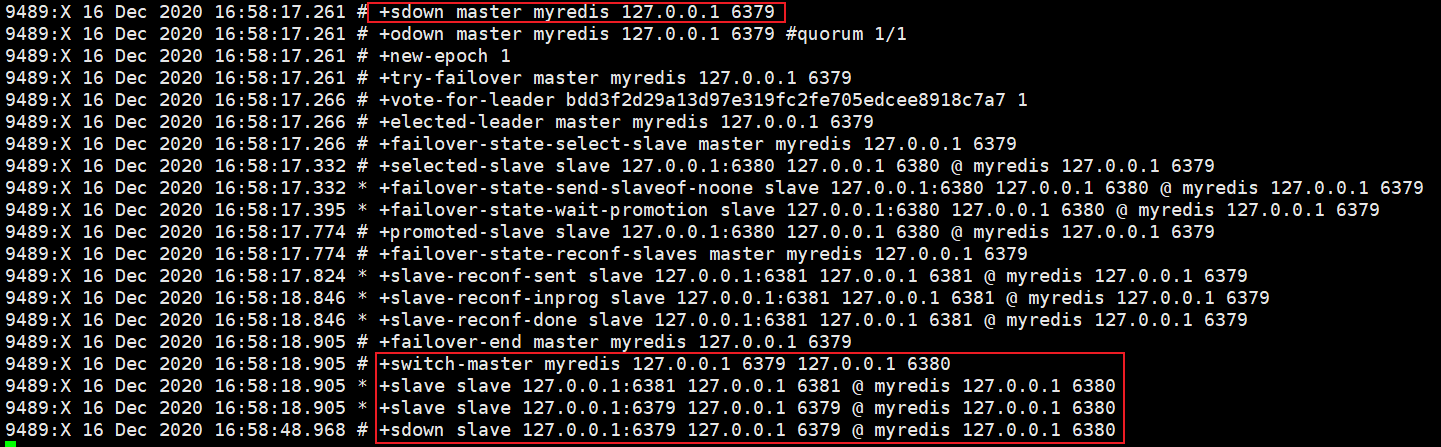 9489:X 16 Dec 2020 16:58:17.261 # +sdown master myredis 127.0.0.1 6379
9489:X 16 Dec 2020 16:58:17.261 # +odown master myredis 127.0.0.1 6379 #quorum 1/1
9489:X 16 Dec 2020 16:58:17.261 # +new-epoch 1
9489:X 16 Dec 2020 16:58:17.261 # +try-failover master myredis 127.0.0.1 6379
9489:X 16 Dec 2020 16:58:17.266 # +vote-for-leader bdd3f2d29a13d97e319fc2fe705edcee8918c7a7 1
9489:X 16 Dec 2020 16:58:17.266 # +elected-leader master myredis 127.0.0.1 6379
9489:X 16 Dec 2020 16:58:17.266 # +failover-state-select-slave master myredis 127.0.0.1 6379
9489:X 16 Dec 2020 16:58:17.332 # +selected-slave slave 127.0.0.1:6380 127.0.0.1 6380 @ myredis 127.0.0.1 6379
9489:X 16 Dec 2020 16:58:17.332 * +failover-state-send-slaveof-noone slave 127.0.0.1:6380 127.0.0.1 6380 @ myredis 127.0.0.1 6379
9489:X 16 Dec 2020 16:58:17.395 * +failover-state-wait-promotion slave 127.0.0.1:6380 127.0.0.1 6380 @ myredis 127.0.0.1 6379
9489:X 16 Dec 2020 16:58:17.774 # +promoted-slave slave 127.0.0.1:6380 127.0.0.1 6380 @ myredis 127.0.0.1 6379
9489:X 16 Dec 2020 16:58:17.774 # +failover-state-reconf-slaves master myredis 127.0.0.1 6379
9489:X 16 Dec 2020 16:58:17.824 * +slave-reconf-sent slave 127.0.0.1:6381 127.0.0.1 6381 @ myredis 127.0.0.1 6379
9489:X 16 Dec 2020 16:58:18.846 * +slave-reconf-inprog slave 127.0.0.1:6381 127.0.0.1 6381 @ myredis 127.0.0.1 6379
9489:X 16 Dec 2020 16:58:18.846 * +slave-reconf-done slave 127.0.0.1:6381 127.0.0.1 6381 @ myredis 127.0.0.1 6379
9489:X 16 Dec 2020 16:58:18.905 # +failover-end master myredis 127.0.0.1 6379
9489:X 16 Dec 2020 16:58:18.905 # +switch-master myredis 127.0.0.1 6379 127.0.0.1 6380
9489:X 16 Dec 2020 16:58:18.905 * +slave slave 127.0.0.1:6381 127.0.0.1 6381 @ myredis 127.0.0.1 6380
9489:X 16 Dec 2020 16:58:18.905 * +slave slave 127.0.0.1:6379 127.0.0.1 6379 @ myredis 127.0.0.1 6380
9489:X 16 Dec 2020 16:58:48.968 # +sdown slave 127.0.0.1:6379 127.0.0.1 6379 @ myredis 127.0.0.1 6380